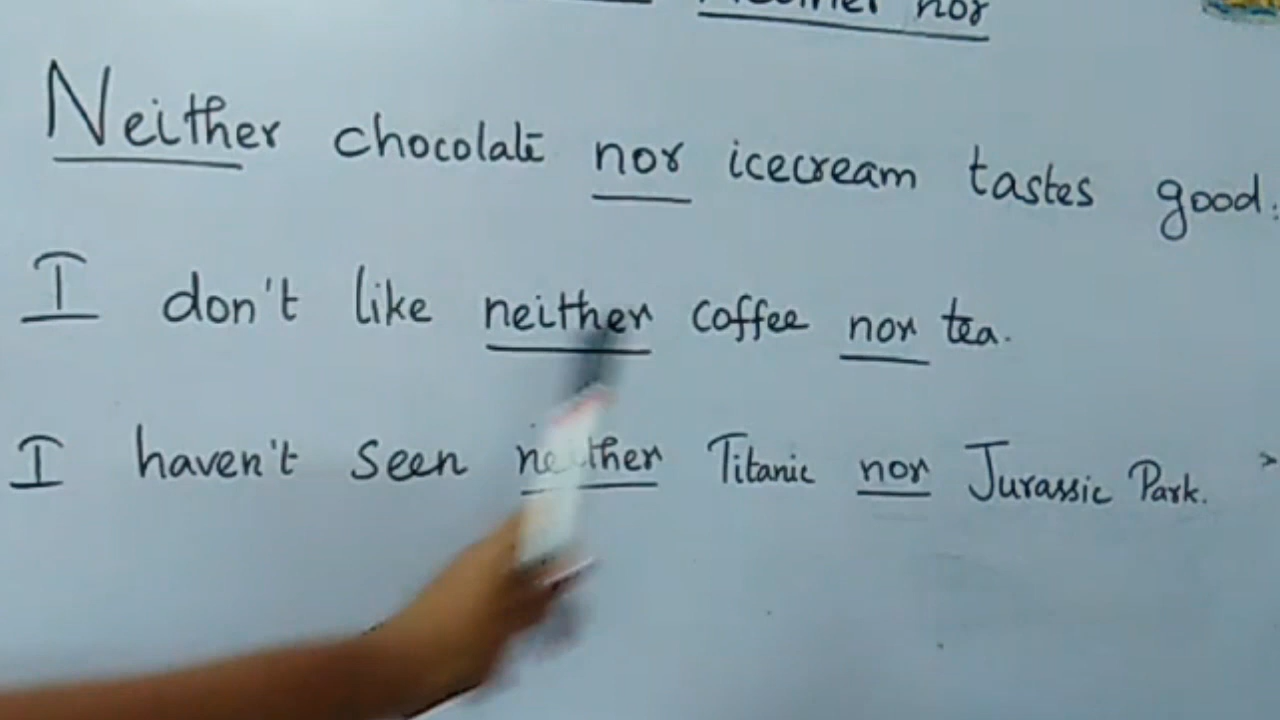 nor
Neither chocolate nor icecream tastes good.
I don't like neither coffee nor tea.
I haven't seen neither Titanic nor Jurassic Park.